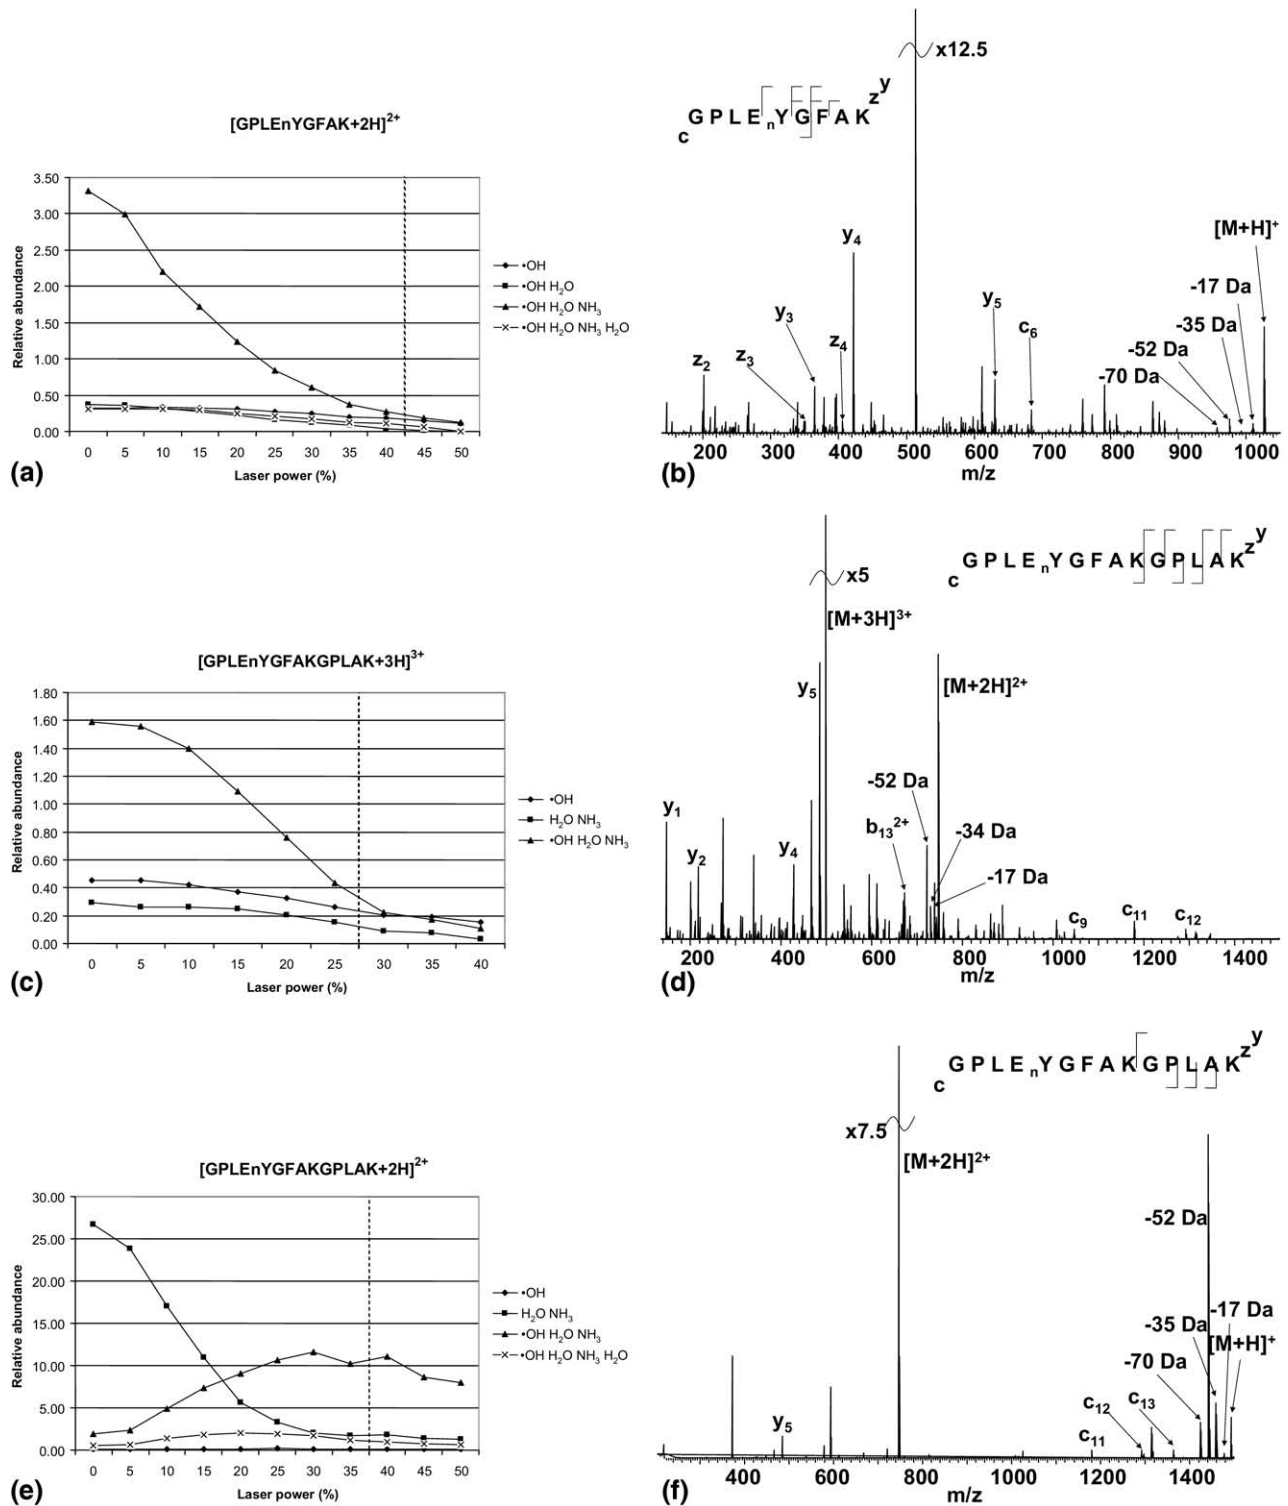 [GPLEnYGFAK+2H]2+
Relative abundance
3.50
3.00
2.50
2.00
1.50
1.00
0.50
0.00
0 5 10 15 20 25 30 35 40 45 50
Laser power (%)
•OH
•OH H2O
•OH H2O NH3
•OH H2O NH3 H2O
(a)
x12.5
c G P L E n Y G F A K z y
[M+H]+
y4
-17 Da
y5
-35 Da
y3
c6
z4
-52 Da
z3
z2
-70 Da
200 300 400 500 600 700 800 900 1000
m/z
(b)
[GPLEnYGFAKGPLAK+3H]3+
Relative abundance
1.80
1.60
1.40
1.20
1.00
0.80
0.60
0.40
0.20
0.00
0 5 10 15 20 25 30 35 40
Laser power (%)
•OH
H2O NH3
•OH H2O NH3
(c)
c G P L E n Y G F A K G P L A K z y
x5
[M+3H]3+
y5
[M+2H]2+
-52 Da
y1
b13 2+
-34 Da
y2
y4
-17 Da
c9
c11
c12
200 400 600 800 1000 1200 1400
m/z
(d)
[GPLEnYGFAKGPLAK+2H]2+
Relative abundance
30.00
25.00
20.00
15.00
10.00
5.00
0.00
0 5 10 15 20 25 30 35 40 45 50
Laser power (%)
•OH
H2O NH3
•OH H2O NH3
•OH H2O NH3 H2O
(e)
c G P L E n Y G F A K G P L A K z y
x7.5
[M+2H]2+
-52 Da
-17 Da
-35 Da
[M+H]+
-70 Da
c12
c13
y5
c11
400 600 800 1000 1200 1400
m/z
(f)